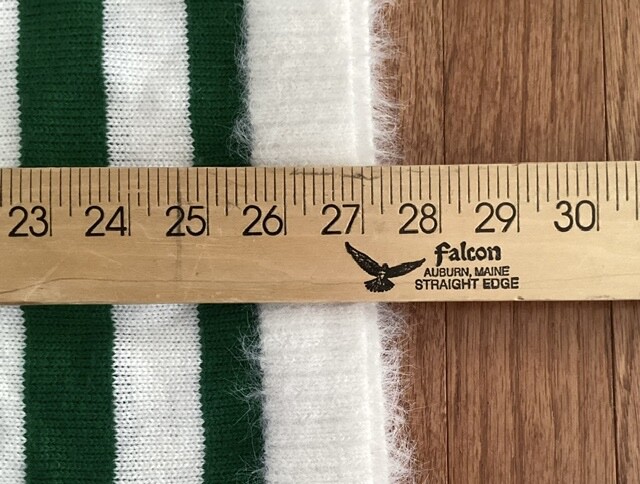 23 24 25 26 27 28 29 30
falcon
AUBURN, MAINE
STRAIGHT EDGE